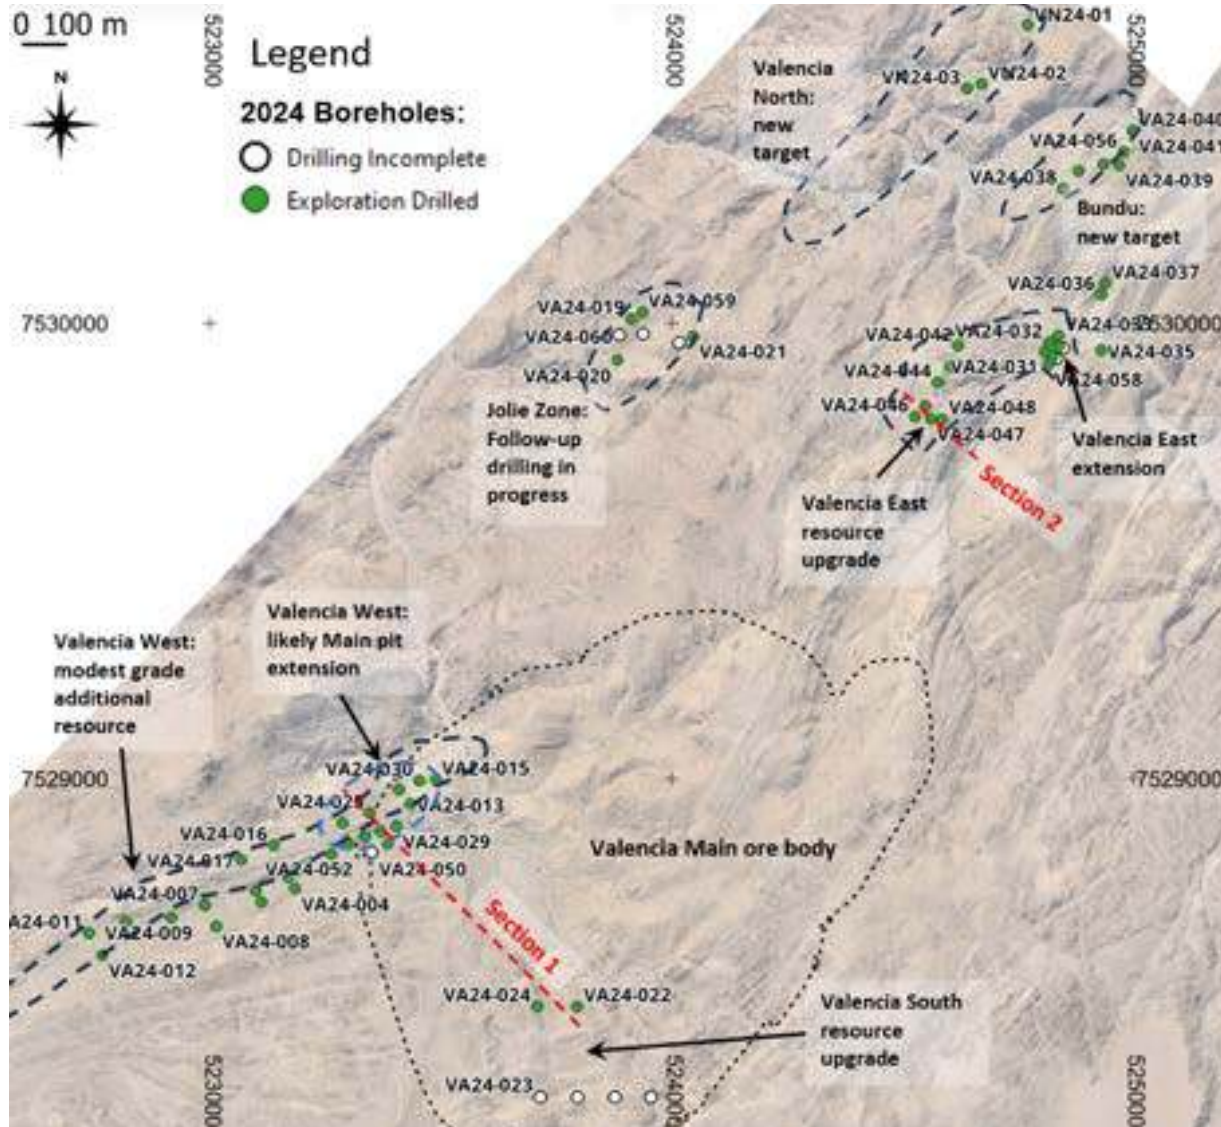 0 100 m
N
Legend
2024 Boreholes:
Drilling Incomplete
Exploration Drilled
523000
524000
525000
VN24-01
Valencia
North:
new
target
VN24-03
VN24-02
VA24-040
VA24-056
VA24-041
VA24-038
VA24-039
Bundu:
new target
VA24-037
VA24-036
7530000
VA24-019
VA24-059
VA24-060
VA24-021
VA24-020
Jolie Zone:
Follow-up
drilling in
progress
VA24-042
VA24-032
7530000
VA24-035
VA24-044
VA24-031
VA24-058
VA24-046
VA24-048
VA24-047
Valencia East
extension
Section 2
Valencia East
resource
upgrade
Valencia West:
likely Main pit
extension
Valencia West:
modest grade
additional
resource
7529000
VA24-030
VA24-015
7529000
VA24-013
VA24-016
VA24-029
VA24-017
VA24-052
VA24-050
Valencia Main ore body
VA24-007
VA24-004
VA24-011
VA24-009
VA24-008
VA24-012
Section 1
VA24-024
VA24-022
Valencia South
resource
upgrade
VA24-023
523000
524000
525000